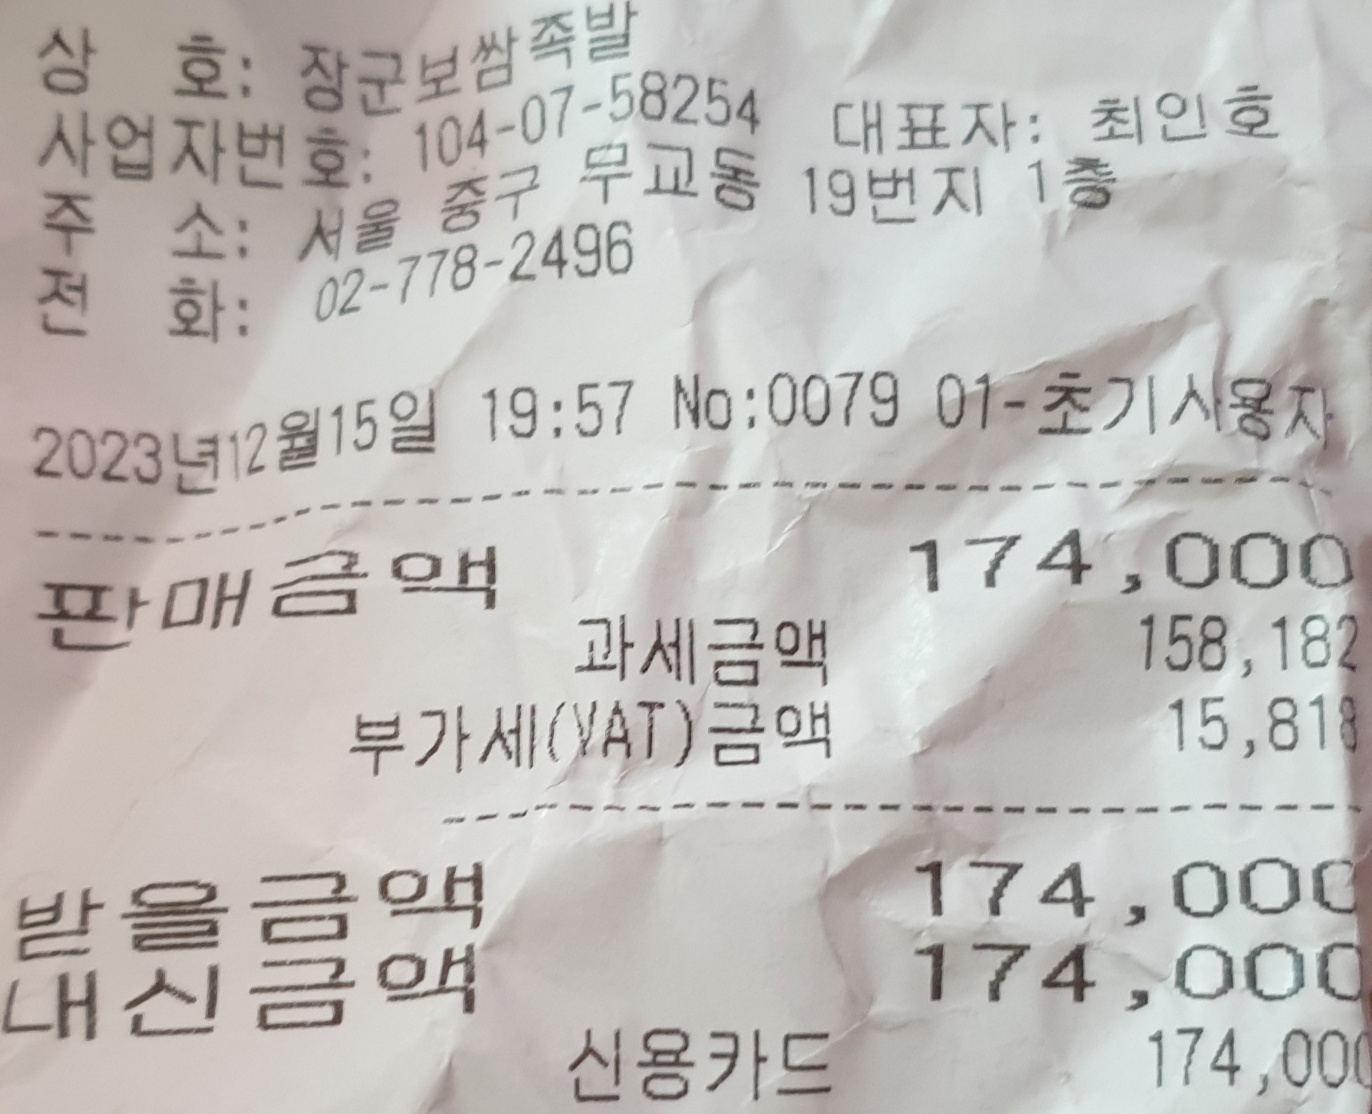 상 호: 장군보쌈족발
사업자번호: 104-07-58254 대표자: 최인호
주 소: 서울 중구 무교동 19번지 1층
전 화: 02-778-2496
2023년12월15일 19:57 No:0079 01-초기사용자
판매금액 174,000
과세금액 158,182
부가세(VAT)금액 15,818
받을금액 174,000
내신금액 174,000
신용카드 174,000